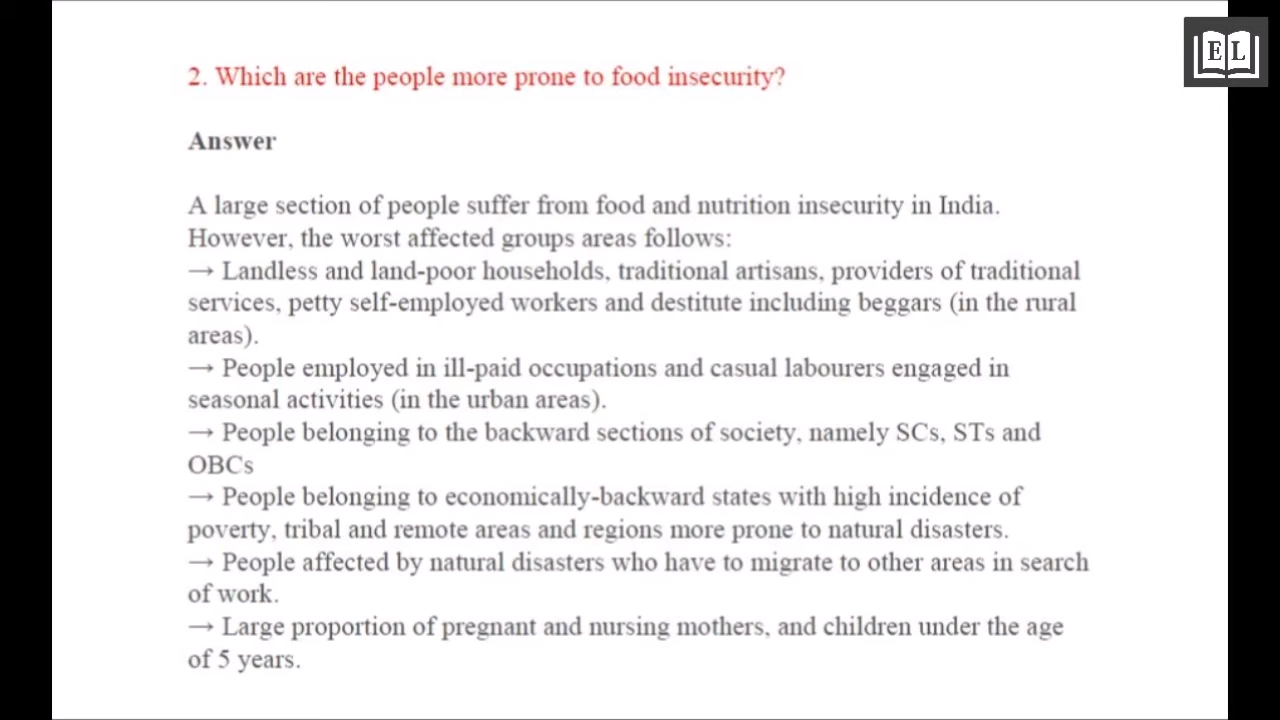 EL
2. Which are the people more prone to food insecurity?
Answer
A large section of people suffer from food and nutrition insecurity in India.
However, the worst affected groups areas follows:
→ Landless and land-poor households, traditional artisans, providers of traditional
services, petty self-employed workers and destitute including beggars (in the rural
areas).
→ People employed in ill-paid occupations and casual labourers engaged in
seasonal activities (in the urban areas).
→ People belonging to the backward sections of society, namely SCs, STs and
OBCs
→ People belonging to economically-backward states with high incidence of
poverty, tribal and remote areas and regions more prone to natural disasters.
→ People affected by natural disasters who have to migrate to other areas in search
of work.
→ Large proportion of pregnant and nursing mothers, and children under the age
of 5 years.